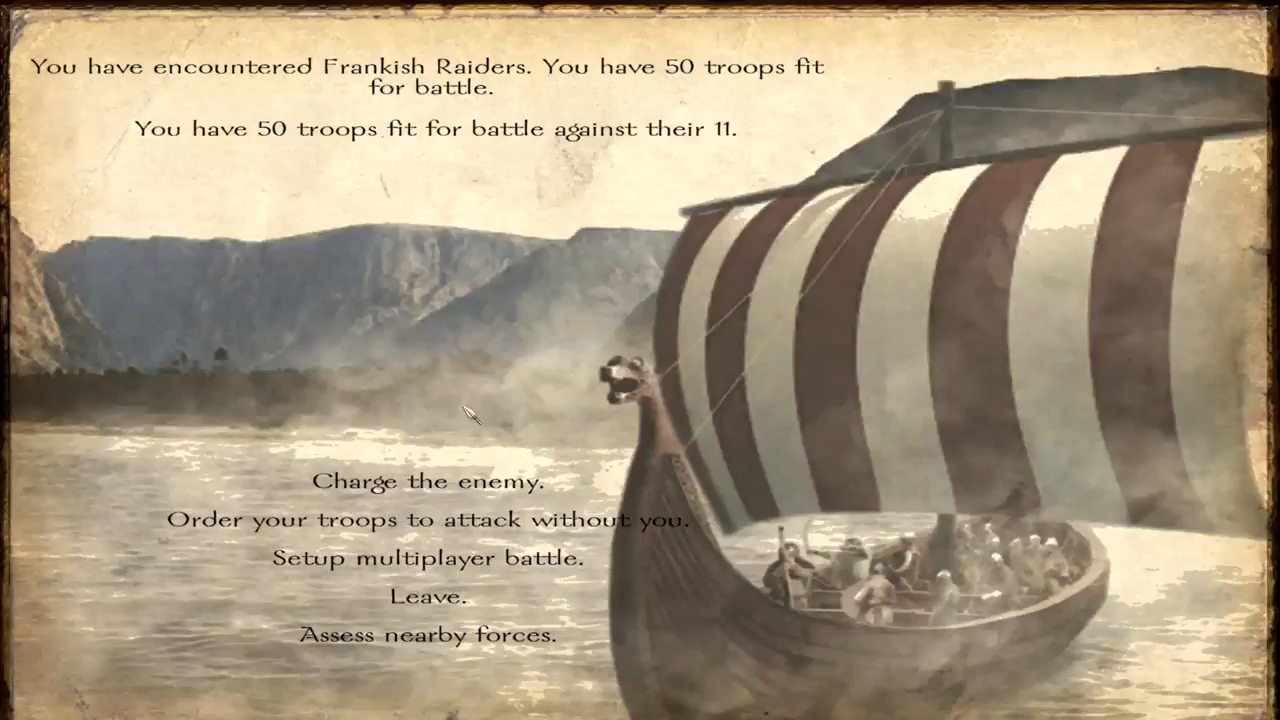 You have encountered Frankish Raiders. You have 50 troops fit
for battle.
You have 50 troops fit for battle against their 11.
Charge the enemy.
Order your troops to attack without you.
Setup multiplayer battle.
Leave.
Assess nearby forces.